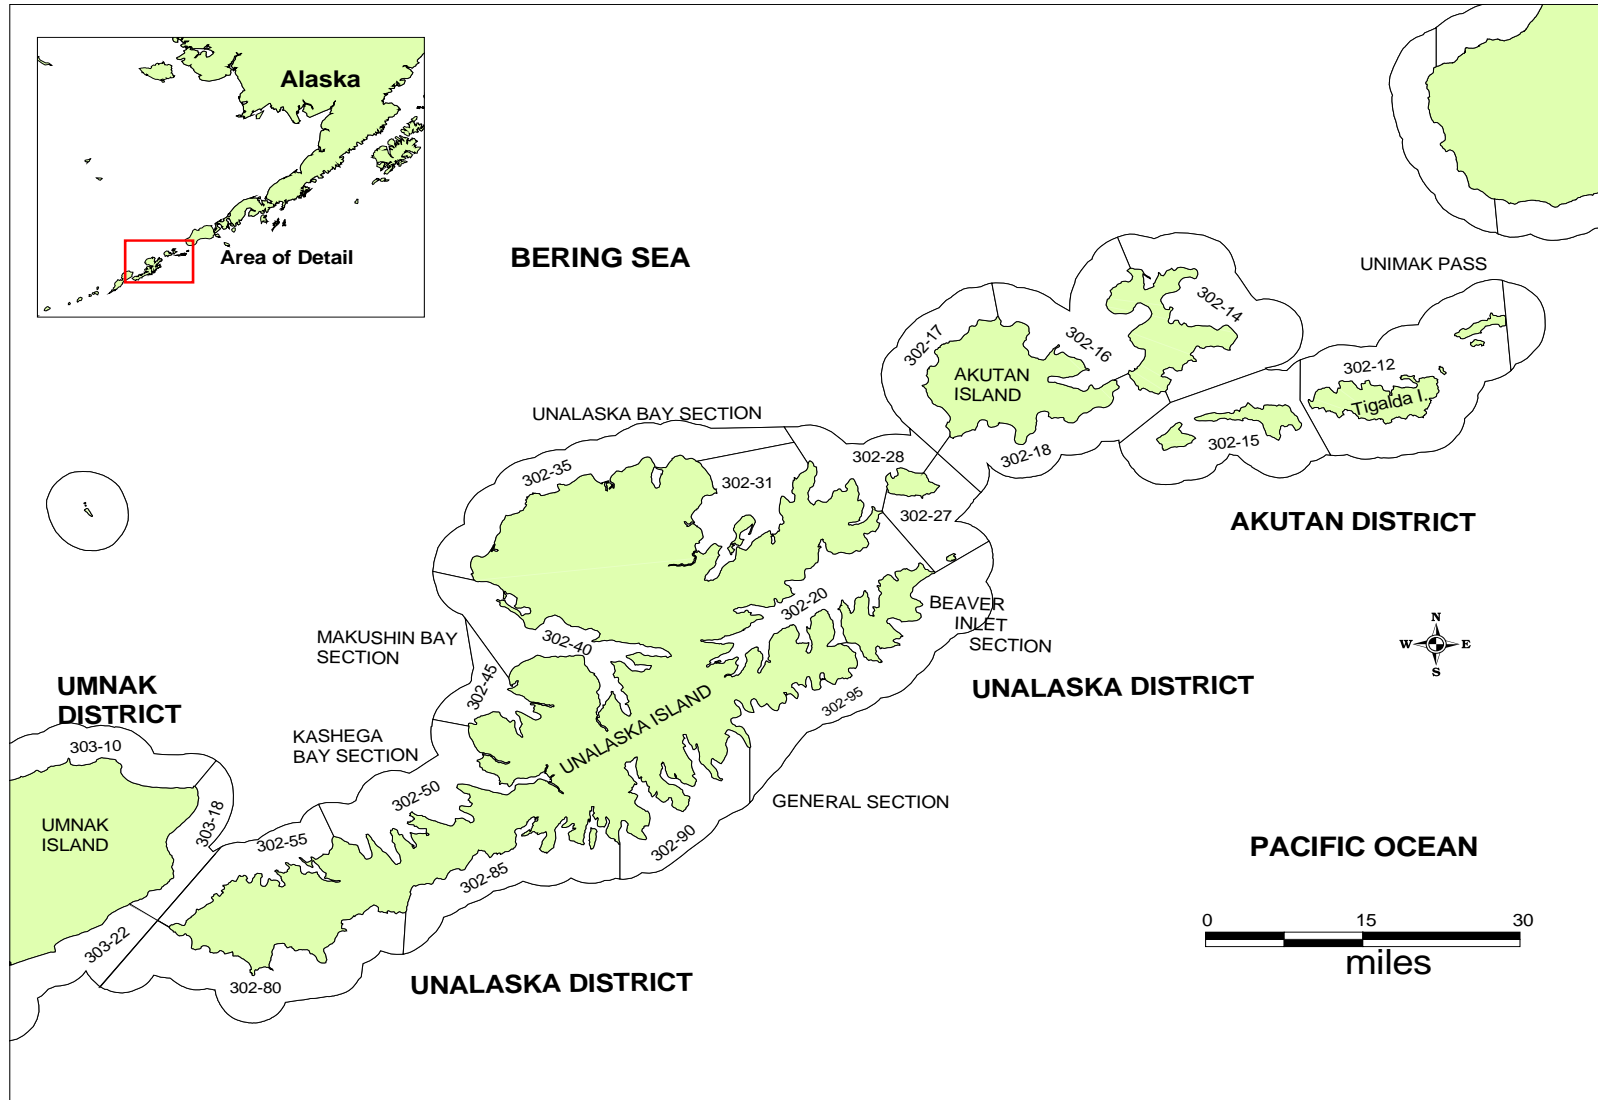 Alaska
Area of Detail
BERING SEA
UNIMAK PASS
302-14
302-17
302-16
302-12
AKUTAN
ISLAND
Tigalda I.
UNALASKA BAY SECTION
302-15
302-18
302-28
302-35
302-31
302-27
AKUTAN DISTRICT
302-20
BEAVER
INLET
SECTION
MAKUSHIN BAY
SECTION
302-40
N
W
E
S
302-45
UNALASKA DISTRICT
UMNAK
DISTRICT
302-95
UNALASKA ISLAND
KASHEGA
BAY SECTION
303-10
302-50
GENERAL SECTION
303-18
UMNAK
ISLAND
302-55
302-90
PACIFIC OCEAN
302-85
303-22
0
15
30
miles
302-80
UNALASKA DISTRICT